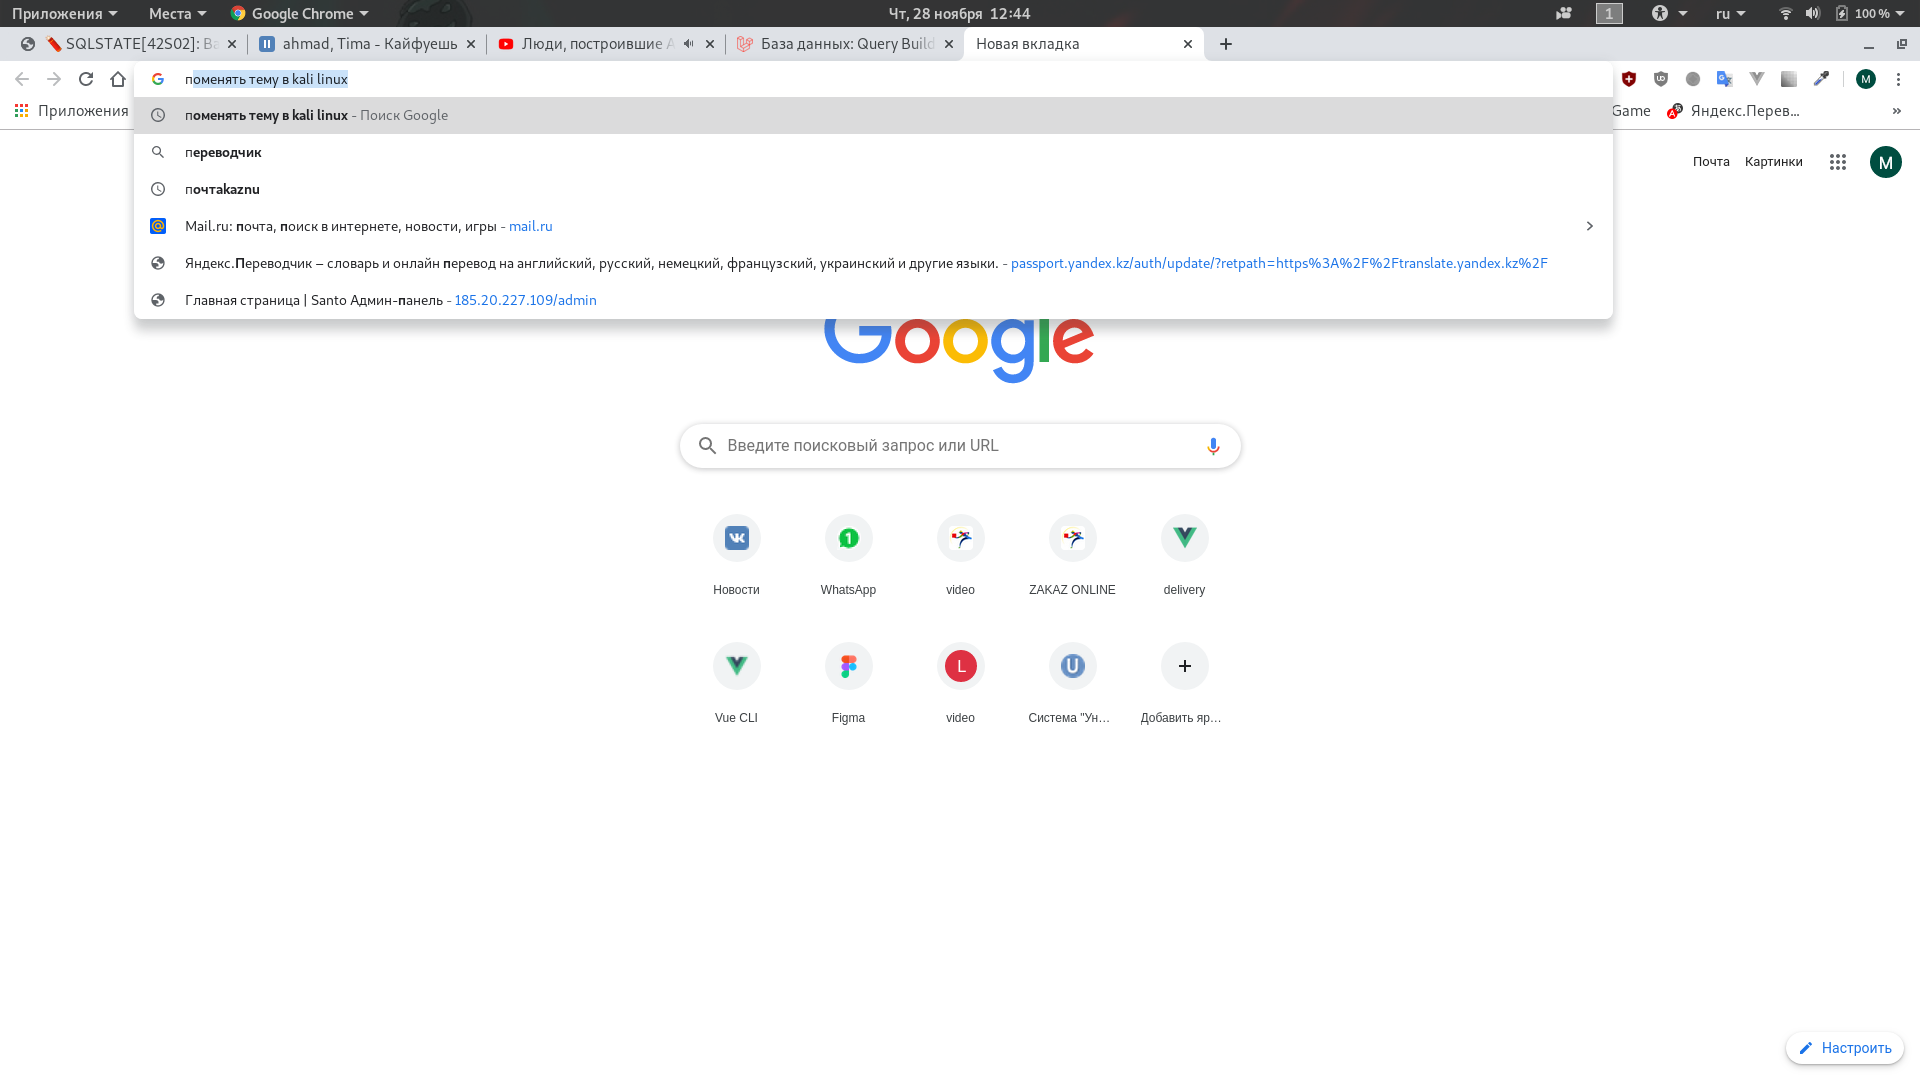 Приложения Места Google Chrome Чт, 28 ноября 12:44 1 ru 100 %
SQLSTATE[42S02]: Ba ahmad, Tima - Кайфуешь Люди, построившие A База данных: Query Build Новая вкладка
поменять тему в kali linux M
Приложения Game Яндекс.Перев... »
поменять тему в kali linux - Поиск Google
переводчик
Почта Картинки M
почтаkaznu
Mail.ru: почта, поиск в интернете, новости, игры - mail.ru
Яндекс.Переводчик – словарь и онлайн перевод на английский, русский, немецкий, французский, украинский и другие языки. - passport.yandex.kz/auth/update/?retpath=https%3A%2F%2Ftranslate.yandex.kz%2F
Главная страница | Santo Админ-панель - 185.20.227.109/admin
Google
Введите поисковый запрос или URL
Новости WhatsApp video ZAKAZ ONLINE delivery
L U
Vue CLI Figma video Система "Ун... Добавить яр...
Настроить